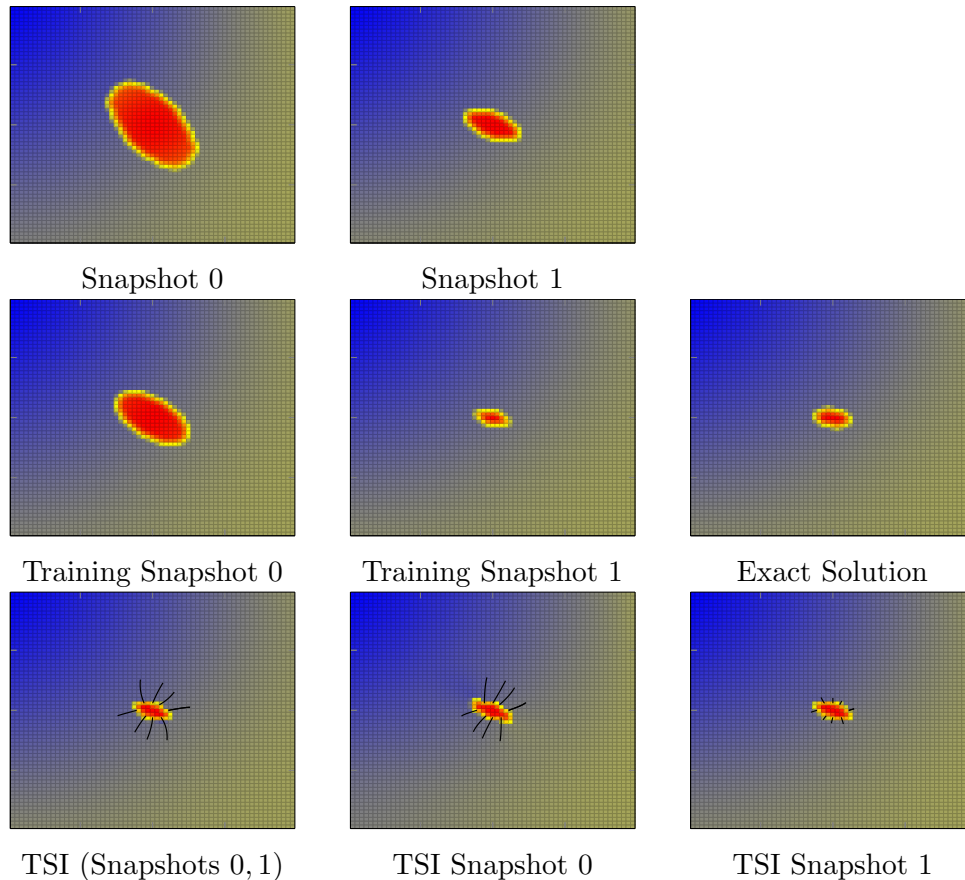 Snapshot 0
Snapshot 1
Training Snapshot 0
Training Snapshot 1
Exact Solution
TSI (Snapshots 0, 1)
TSI Snapshot 0
TSI Snapshot 1